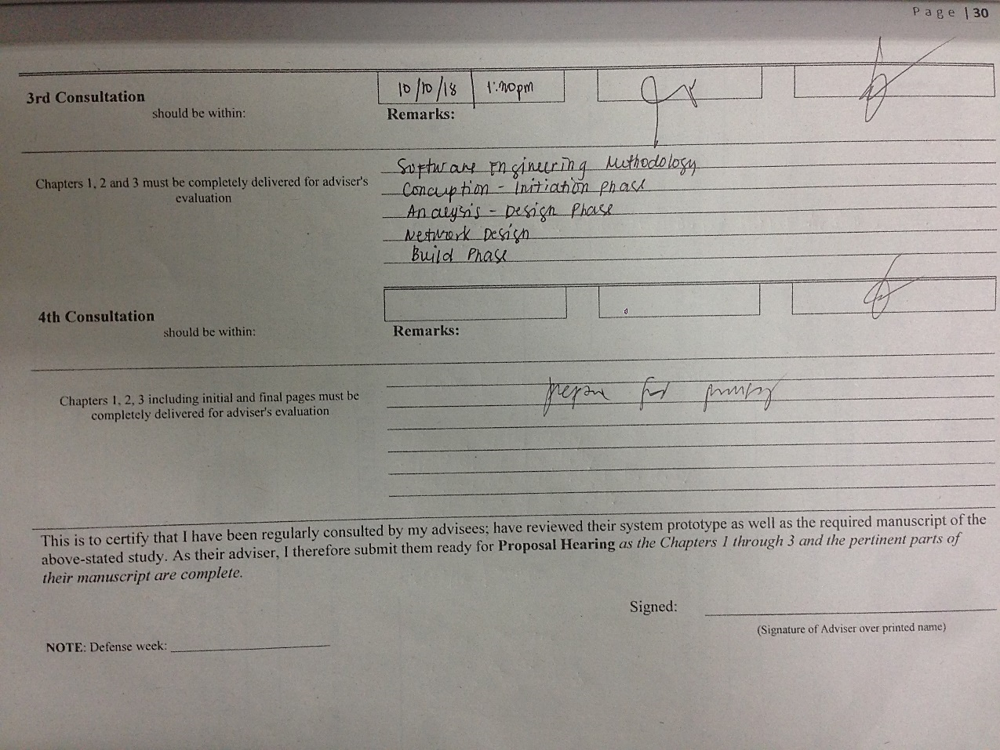 Page | 30
3rd Consultation
should be within:
10/10/18
Remarks:
Chapters 1, 2 and 3 must be completely delivered for adviser's
evaluation
Software Engineering Methodology
Conception - Initiation phase
Analysis - Design Phase
Network Design
Build Phase
4th Consultation
should be within:
Remarks:
Chapters 1, 2, 3 including initial and final pages must be
completely delivered for adviser's evaluation
prepare for
This is to certify that I have been regularly consulted by my advisees; have reviewed their system prototype as well as the required manuscript of the
above-stated study. As their adviser, I therefore submit them ready for Proposal Hearing as the Chapters 1 through 3 and the pertinent parts of
their manuscript are complete.
Signed:
(Signature of Adviser over printed name)
NOTE: Defense week: